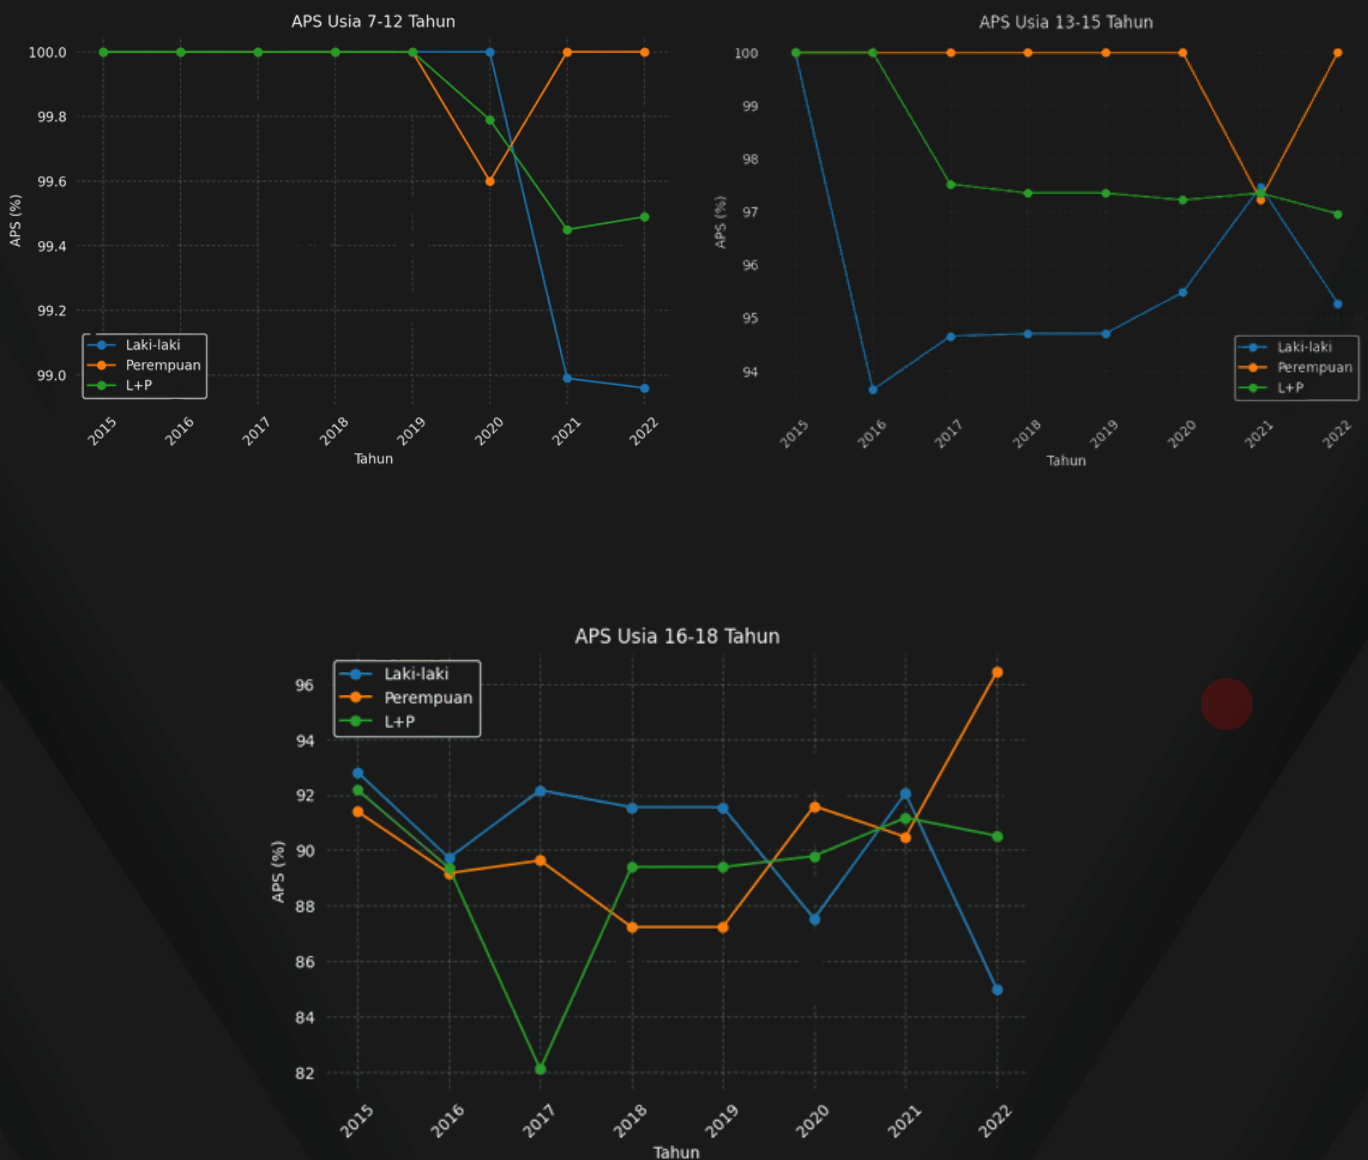 APS Usia 7-12 Tahun
100.0
99.8
99.6
99.4
99.2
99.0
APS (%)
Laki-laki
Perempuan
L+P
2015
2016
2017
2018
2019
2020
2021
2022
Tahun
APS Usia 13-15 Tahun
100
99
98
97
96
95
94
APS (%)
Laki-laki
Perempuan
L+P
2015
2016
2017
2018
2019
2020
2021
2022
Tahun
APS Usia 16-18 Tahun
Laki-laki
Perempuan
L+P
96
94
92
90
88
86
84
82
APS (%)
2015
2016
2017
2018
2019
2020
2021
2022
Tahun